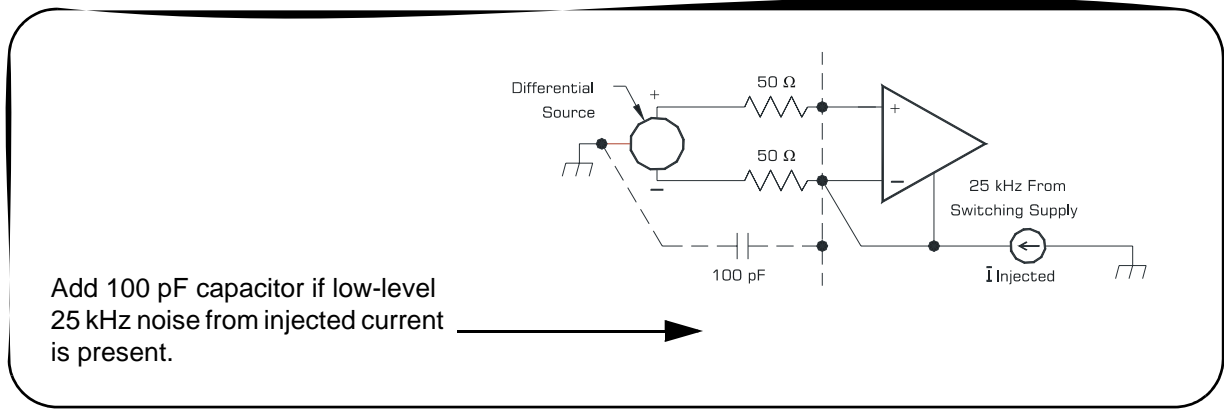 Differential
Source
+
−
50 Ω
50 Ω
+
−
25 kHz From
Switching Supply
I Injected
100 pF
Add 100 pF capacitor if low-level
25 kHz noise from injected current
is present.